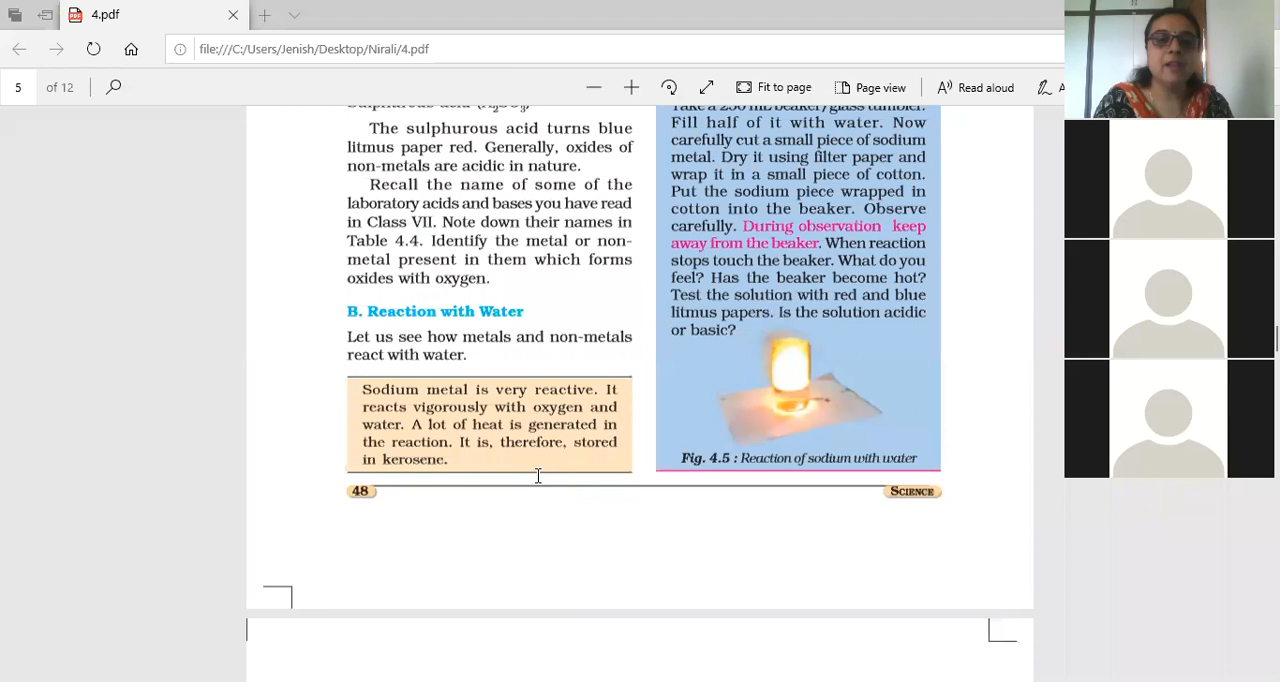 4.pdf
file:///C:/Users/Jenish/Desktop/Nirali/4.pdf
5 of 12
Fit to page
Page view
Read aloud
The sulphurous acid turns blue
litmus paper red. Generally, oxides of
non-metals are acidic in nature.
Recall the name of some of the
laboratory acids and bases you have read
in Class VII. Note down their names in
Table 4.4. Identify the metal or non-
metal present in them which forms
oxides with oxygen.
B. Reaction with Water
Let us see how metals and non-metals
react with water.
Sodium metal is very reactive. It
reacts vigorously with oxygen and
water. A lot of heat is generated in
the reaction. It is, therefore, stored
in kerosene.
48
Take a 250 mL beaker/glass tumbler.
Fill half of it with water. Now
carefully cut a small piece of sodium
metal. Dry it using filter paper and
wrap it in a small piece of cotton.
Put the sodium piece wrapped in
cotton into the beaker. Observe
carefully. During observation keep
away from the beaker. When reaction
stops touch the beaker. What do you
feel? Has the beaker become hot?
Test the solution with red and blue
litmus papers. Is the solution acidic
or basic?
Fig. 4.5 : Reaction of sodium with water
SCIENCE